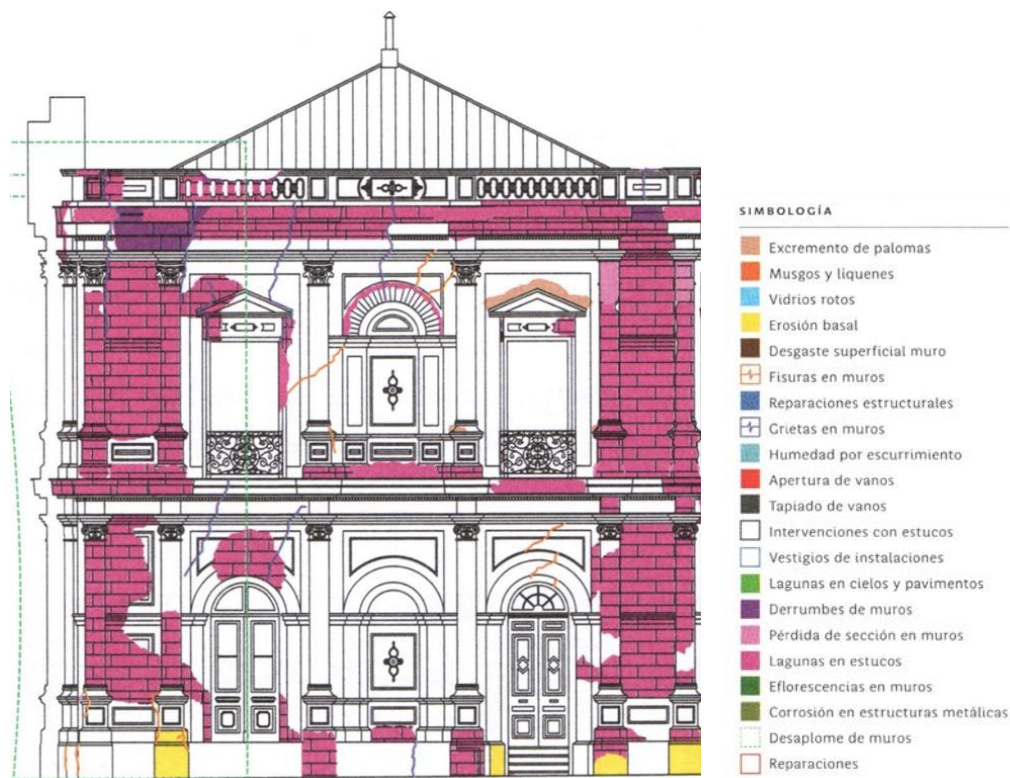 SIMBOLOGÍA
Excremento de palomas
Musgos y liquenes
Vidrios rotos
Erosión basal
Desgaste superficial muro
Fisuras en muros
Reparaciones estructurales
Grietas en muros
Humedad por escurrimiento
Apertura de vanos
Tapiado de vanos
Intervenciones con estucos
Vestigios de instalaciones
Lagunas en cielos y pavimentos
Derrumbes de muros
Pérdida de sección en muros
Lagunas en estucos
Eflorescencias en muros
Corrosión en estructuras metálicas
Desaplome de muros
Reparaciones